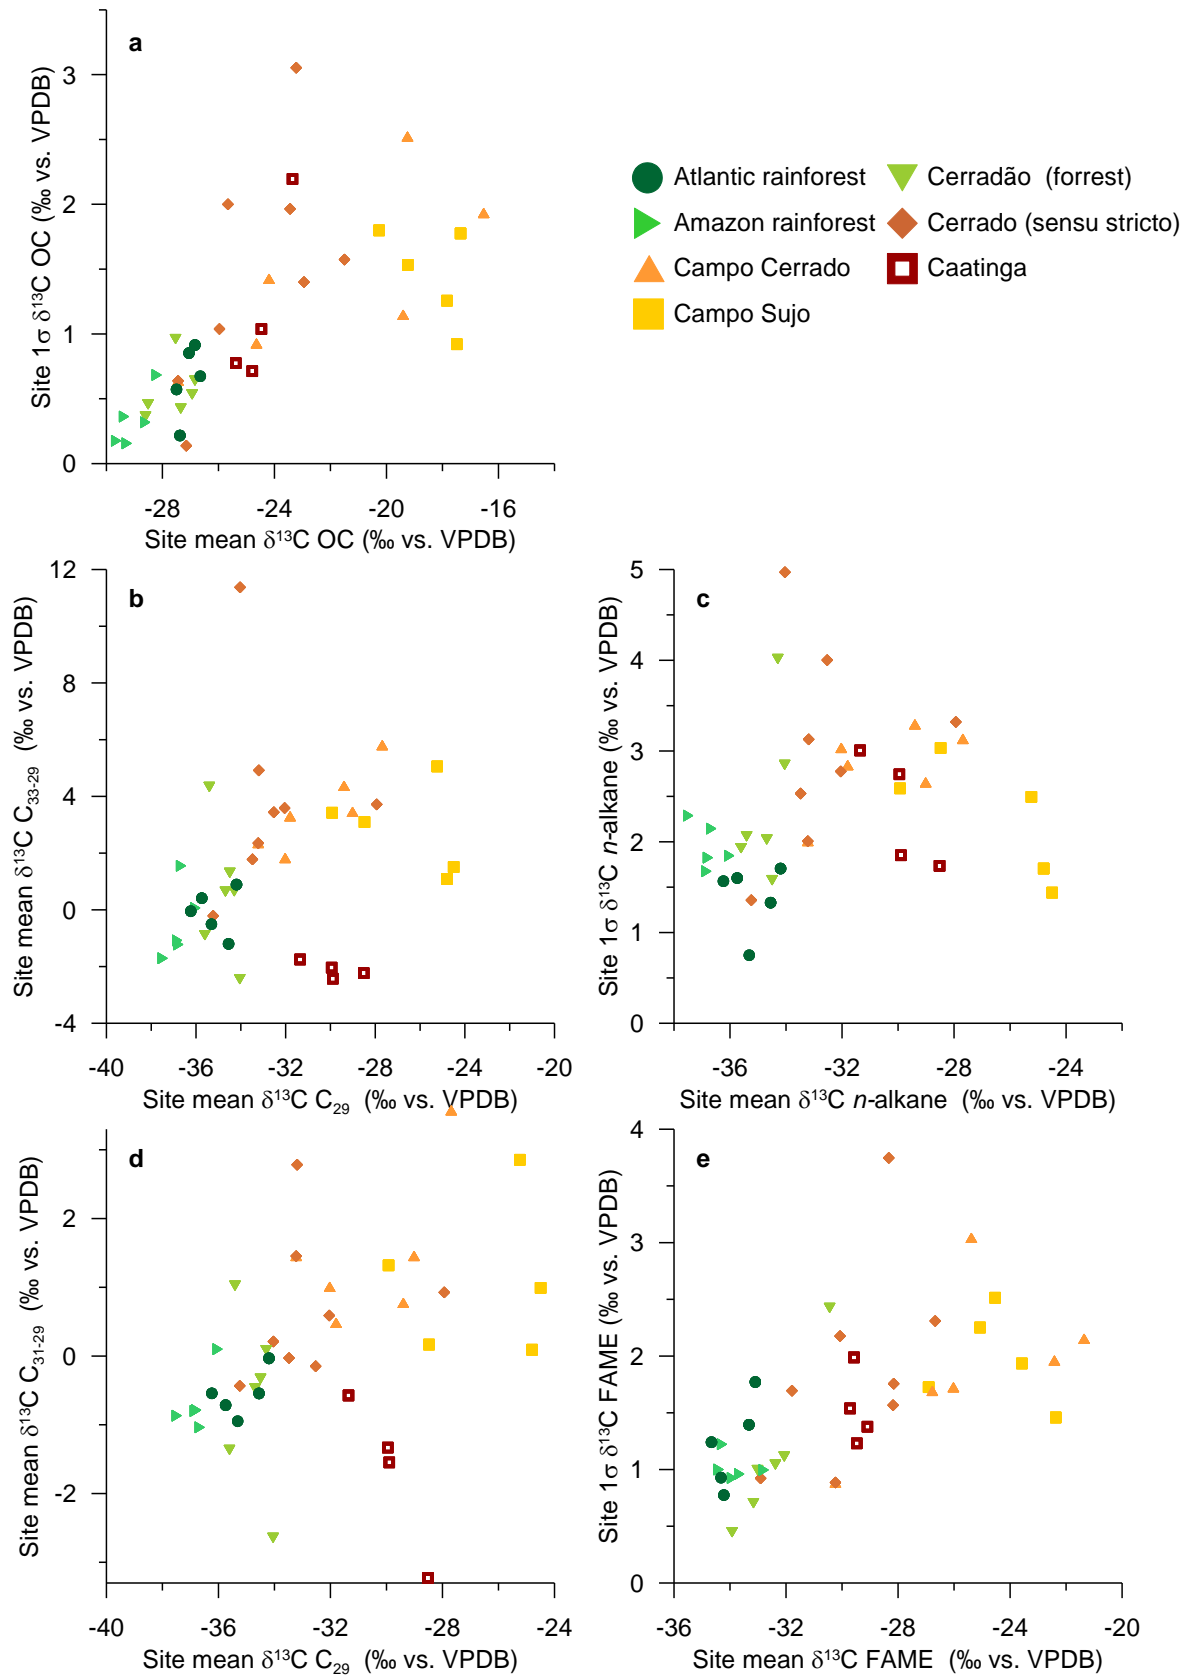 a
3
2
1
0
-28 -24 -20 -16
Site 1σ δ¹³C OC (‰ vs. VPDB)
Site mean δ¹³C OC (‰ vs. VPDB)
Atlantic rainforest
Cerradão (forrest)
Amazon rainforest
Cerrado (sensu stricto)
Campo Cerrado
Caatinga
Campo Sujo
b
12
8
4
0
-4
-40 -36 -32 -28 -24 -20
Site mean δ¹³C C₃₃₋₂₉ (‰ vs. VPDB)
Site mean δ¹³C C₂₉ (‰ vs. VPDB)
c
5
4
3
2
1
0
-36 -32 -28 -24
Site 1σ δ¹³C n-alkane (‰ vs. VPDB)
Site mean δ¹³C n-alkane (‰ vs. VPDB)
d
2
0
-2
-40 -36 -32 -28 -24 -20
Site mean δ¹³C C₃₁₋₂₉ (‰ vs. VPDB)
Site mean δ¹³C C₂₉ (‰ vs. VPDB)
e
4
3
2
1
0
-36 -32 -28 -24 -20
Site 1σ δ¹³C FAME (‰ vs. VPDB)
Site mean δ¹³C FAME (‰ vs. VPDB)